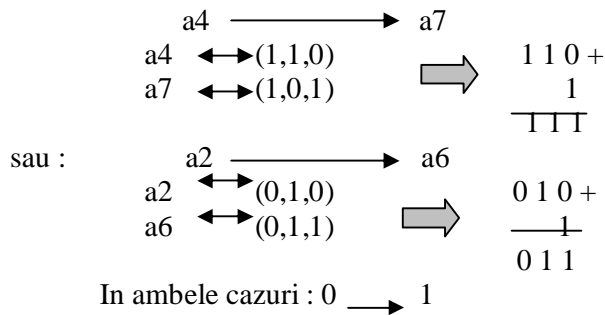 a4 ⟶ a7
a4 ↔ (1,1,0) ⇨ 1 1 0 +
a7 ↔ (1,0,1) 1
1 1 1
sau : a2 ⟶ a6
a2 ↔ (0,1,0) ⇨ 0 1 0 +
a6 ↔ (0,1,1) 1
0 1 1
In ambele cazuri : 0 ⟶ 1